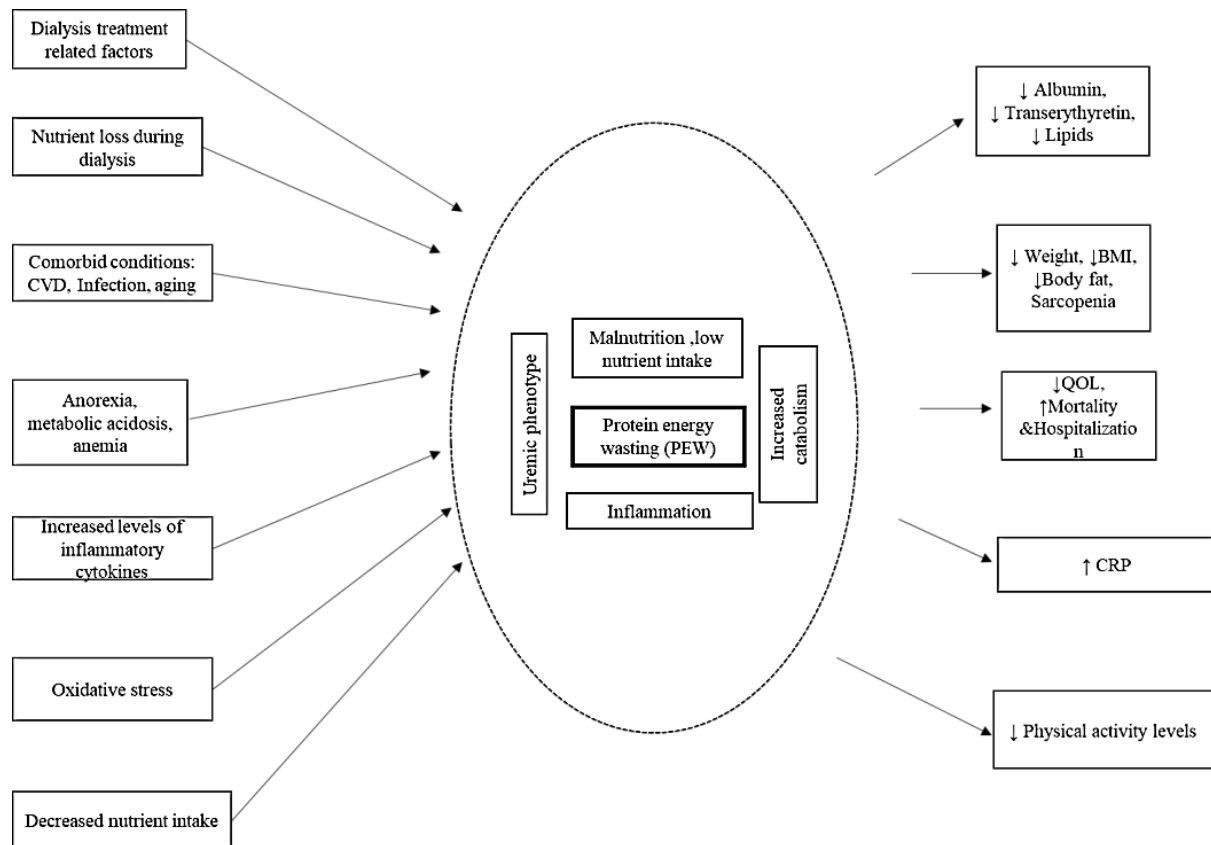 Dialysis treatment
related factors
Nutrient loss during
dialysis
Comorbid conditions:
CVD, Infection, aging
Anorexia,
metabolic acidosis,
anemia
Increased levels of
inflammatory
cytokines
Oxidative stress
Decreased nutrient intake
Uremic phenotype
Malnutrition ,low
nutrient intake
Protein energy
wasting (PEW)
Inflammation
Increased
catabolism
↓ Albumin,
↓ Transerythyretin,
↓ Lipids
↓ Weight, ↓BMI,
↓Body fat,
Sarcopenia
↓QOL,
↑Mortality
&Hospitalizatio
n
↑ CRP
↓ Physical activity levels